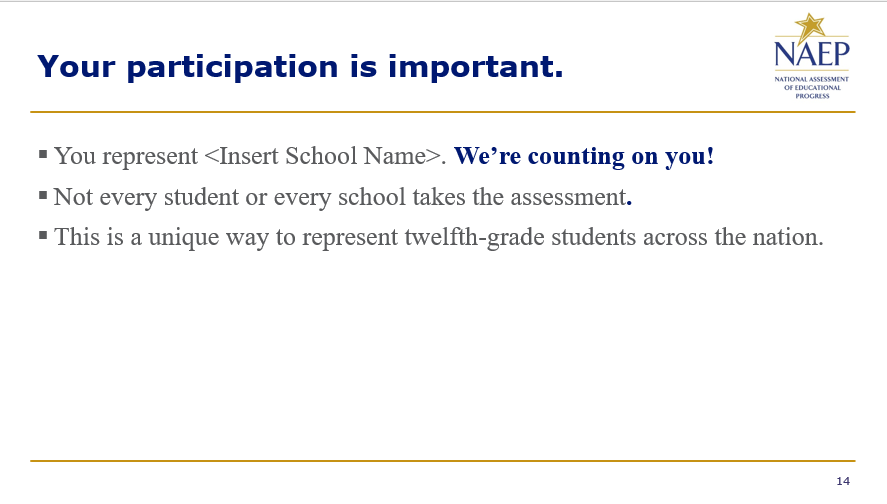 Your participation is important.
NAEP
NATIONAL ASSESSMENT
OF EDUCATIONAL
PROGRESS
▪ You represent <Insert School Name>. We’re counting on you!
▪ Not every student or every school takes the assessment.
▪ This is a unique way to represent twelfth-grade students across the nation.
14